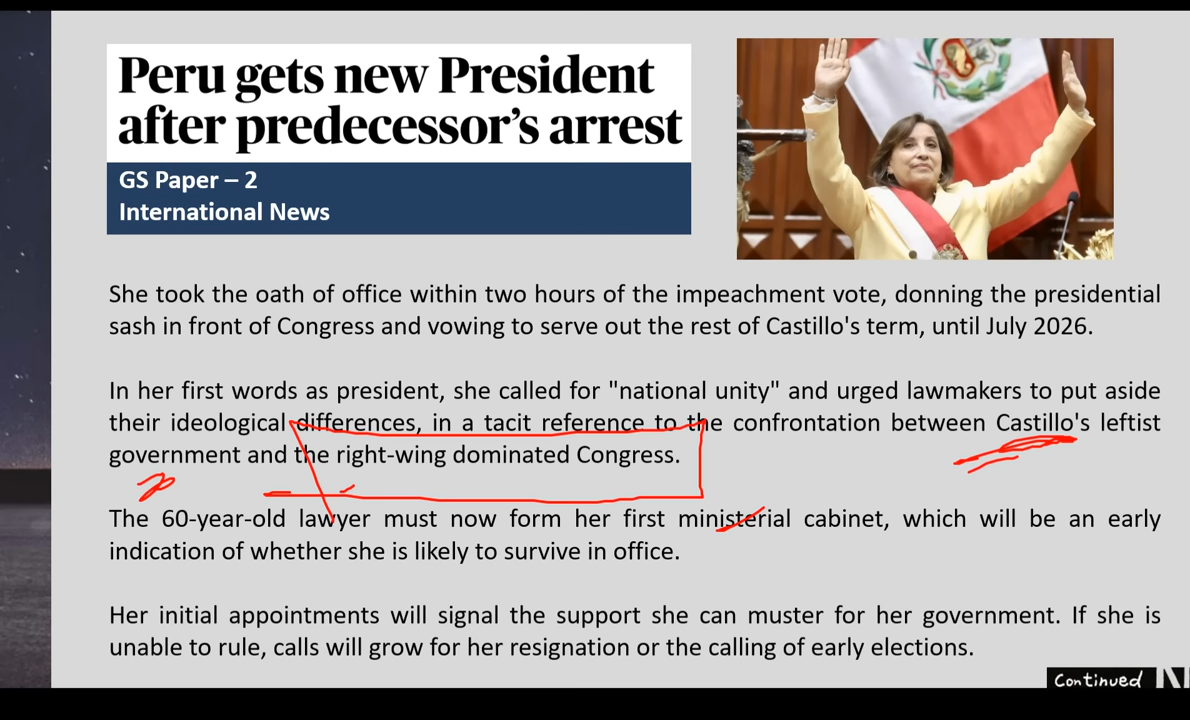 Peru gets new President
after predecessor's arrest
GS Paper – 2
International News
She took the oath of office within two hours of the impeachment vote, donning the presidential
sash in front of Congress and vowing to serve out the rest of Castillo's term, until July 2026.
In her first words as president, she called for "national unity" and urged lawmakers to put aside
their ideological differences, in a tacit reference to the confrontation between Castillo's leftist
government and the right-wing dominated Congress.
The 60-year-old lawyer must now form her first ministerial cabinet, which will be an early
indication of whether she is likely to survive in office.
Her initial appointments will signal the support she can muster for her government. If she is
unable to rule, calls will grow for her resignation or the calling of early elections.
Continued